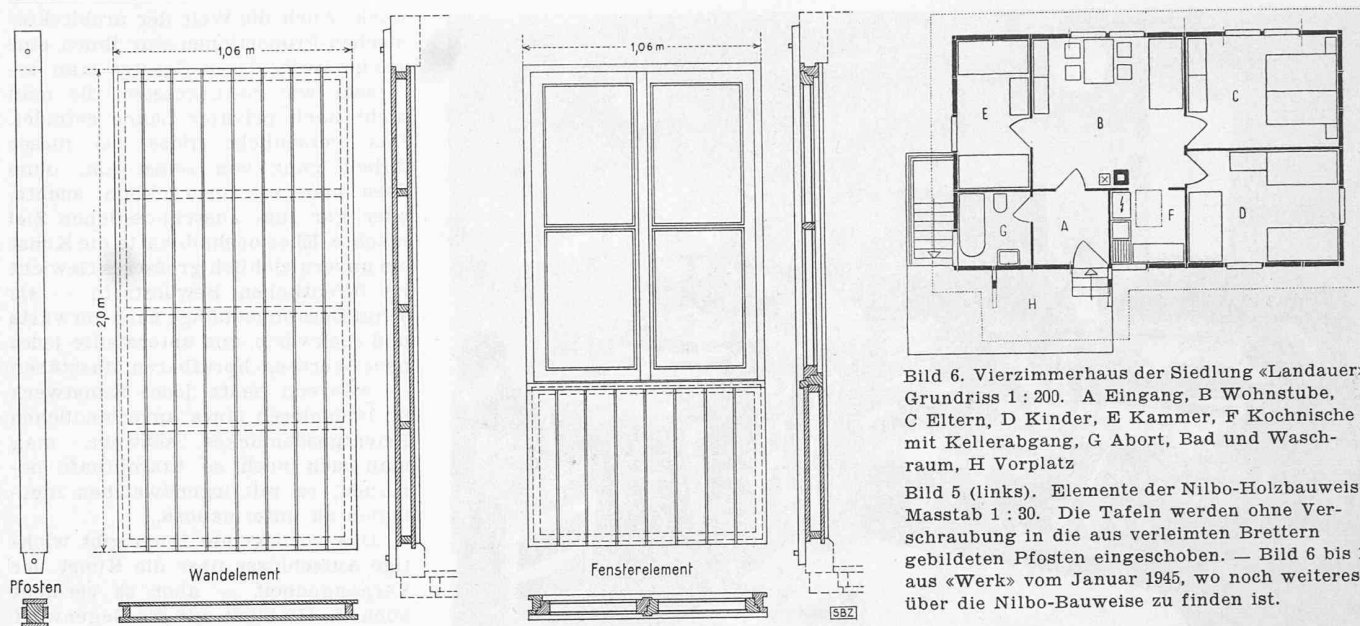 1,06 m
2,0 m
Pfosten
Wandelement
1,06 m
Fensterelement
SBZ
E
B
C
D
F
G
A
H
Bild 6. Vierzimmerhaus der Siedlung «Landauer»
Grundriss 1 : 200. A Eingang, B Wohnstube,
C Eltern, D Kinder, E Kammer, F Kochnische
mit Kellerabgang, G Abort, Bad und Wasch-
raum, H Vorplatz
Bild 5 (links). Elemente der Nilbo-Holzbauweis
Masstab 1 : 30. Die Tafeln werden ohne Ver-
schraubung in die aus verleimten Brettern
gebildeten Pfosten eingeschoben. — Bild 6 bis
aus «Werk» vom Januar 1945, wo noch weiteres
über die Nilbo-Bauweise zu finden ist.